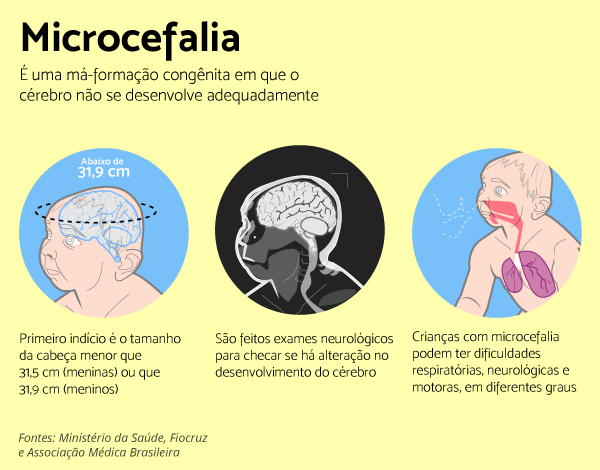 Microcefalia
É uma má-formação congênita em que o
cérebro não se desenvolve adequadamente
Abaixo de
31,9 cm
Primeiro indício é o tamanho
da cabeça menor que
31,5 cm (meninas) ou que
31,9 cm (meninos)
São feitos exames neurológicos
para checar se há alteração no
desenvolvimento do cérebro
Crianças com microcefalia
podem ter dificuldades
respiratórias, neurológicas e
motoras, em diferentes graus
Fontes: Ministério da Saúde, Fiocruz
e Associação Médica Brasileira